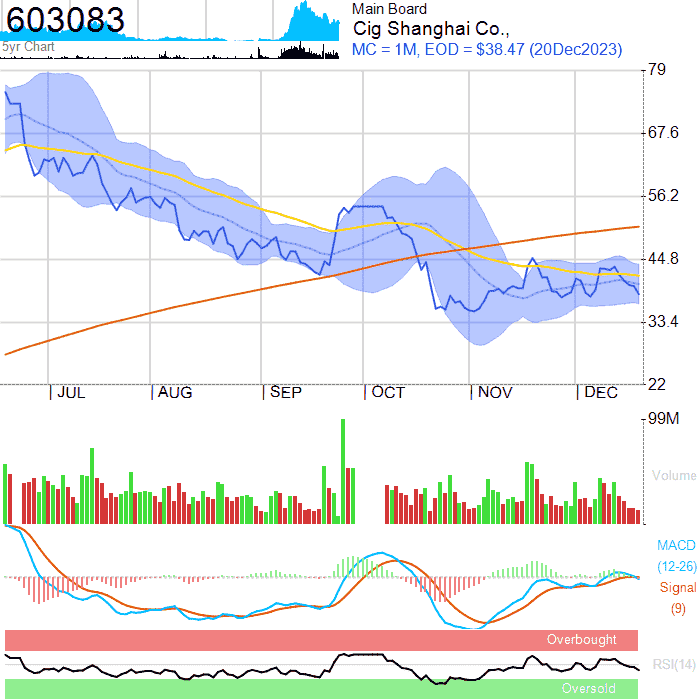 603083
5yr Chart
Main Board
Cig Shanghai Co.,
MC = 1M, EOD = $38.47 (20Dec2023)
79
67.6
56.2
44.8
33.4
22
JUL AUG SEP OCT NOV DEC
99M
Volume
MACD
(12-26)
Signal
(9)
Overbought
RSI(14)
Oversold